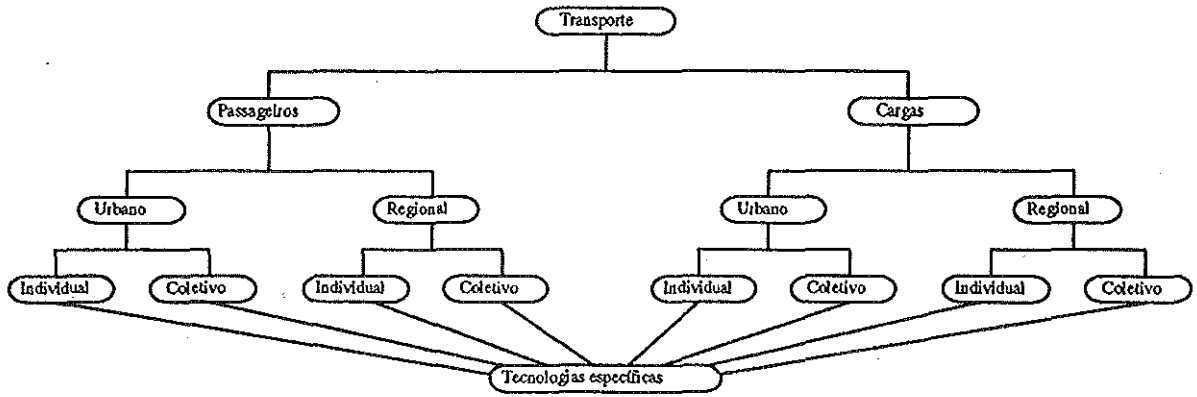 Transporte
Passageiros
Cargas
Urbano
Regional
Urbano
Regional
Individual
Coletivo
Individual
Coletivo
Individual
Coletivo
Individual
Coletivo
Tecnologias específicas